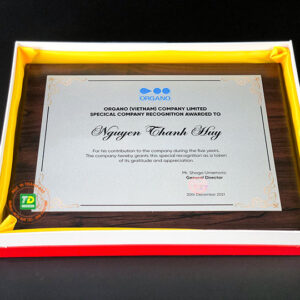 ORGANO
ORGANO (VIETNAM) COMPANY LIMITED
SPECICAL COMPANY RECOGNITION AWARDED TO
Nguyen Thanh Huy
For his contribution to the company during the five years.
The company hereby grants this special recognition as a token
of its gratitude and appreciation.
Mr. Shogo Umemoto
General Director
20th December 2021
TD